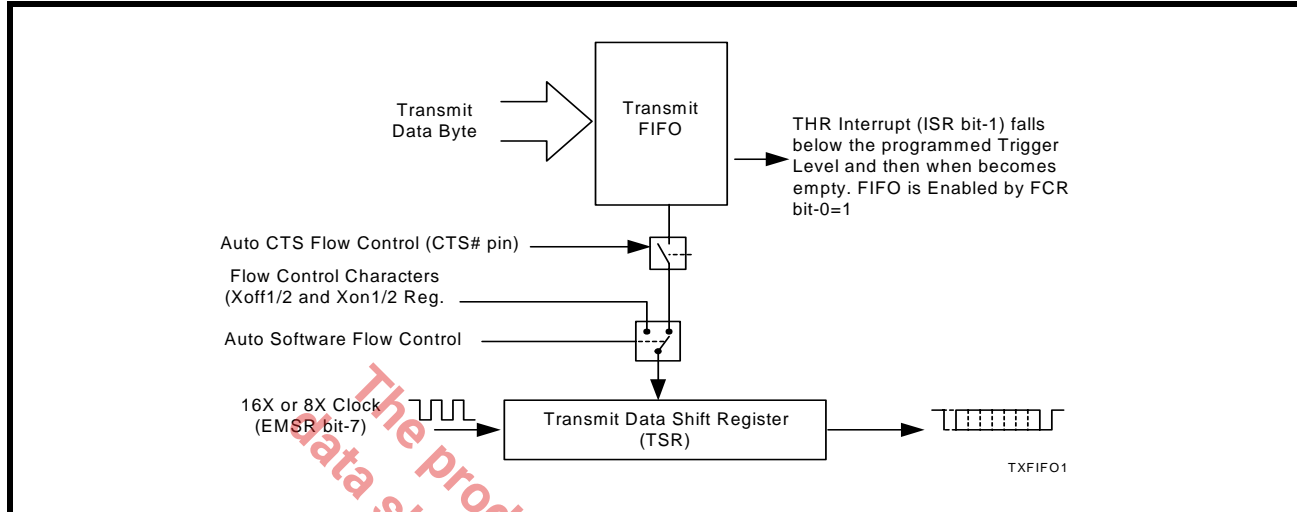 Transmit
Data Byte
Transmit
FIFO
THR Interrupt (ISR bit-1) falls
below the programmed Trigger
Level and then when becomes
empty. FIFO is Enabled by FCR
bit-0=1
Auto CTS Flow Control (CTS# pin)
Flow Control Characters
(Xoff1/2 and Xon1/2 Reg.
Auto Software Flow Control
16X or 8X Clock
(EMSR bit-7)
Transmit Data Shift Register
(TSR)
TXFIFO1
The
data